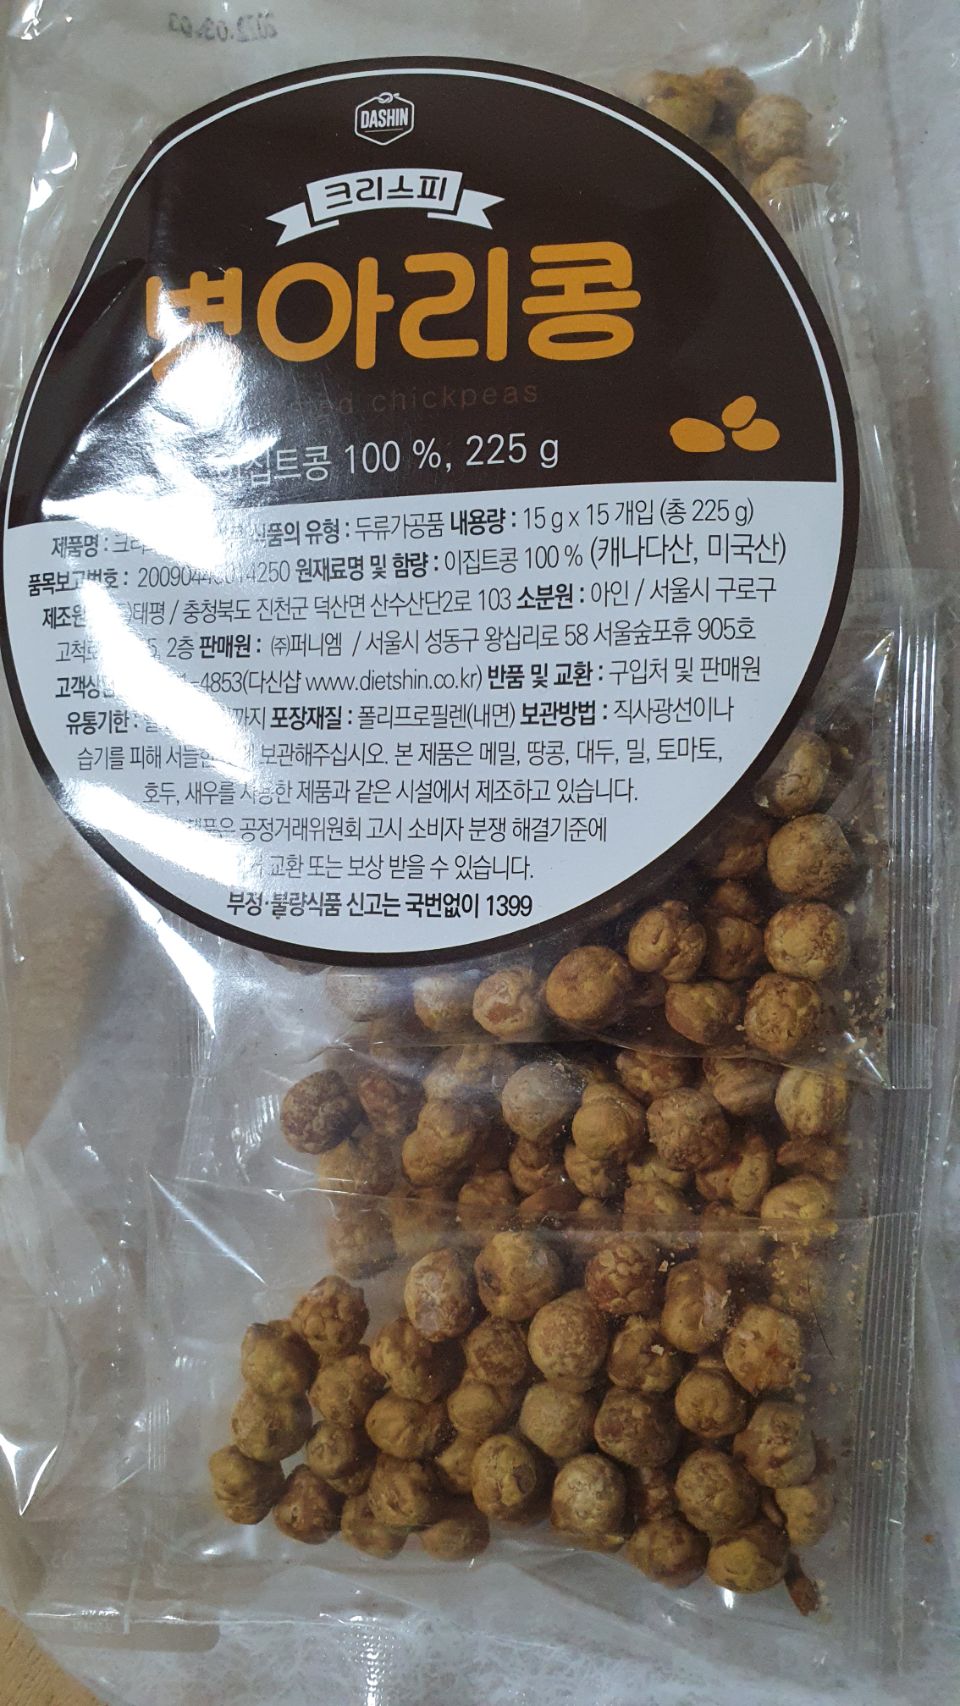 DASHIN
크리스피
병아리콩
chickpeas
이집트콩 100 %, 225 g
제품명 : 식품의 유형 : 두류가공품 내용량 : 15 g x 15 개입 (총 225 g)
품목보고번호 : 원재료명 및 함량 : 이집트콩 100 % (캐나다산, 미국산)
제조원 태평 / 충청북도 진천군 덕산면 산수산단2로 103 소분원 : 아인 / 서울시 구로구
2층 판매원 : ㈜퍼니엠 / 서울시 성동구 왕십리로 58 서울숲포휴 905호
-4853(다신샵 www.dietshin.co.kr) 반품 및 교환 : 구입처 및 판매원
유통기한 : 까지 포장재질 : 폴리프로필렌(내면) 보관방법 : 직사광선이나
습기를 피해 보관해주십시오. 본 제품은 메밀, 땅콩, 대두, 밀, 토마토,
호두, 새우를 사용한 제품과 같은 시설에서 제조하고 있습니다.
공정거래위원회 고시 소비자 분쟁 해결기준에
교환 또는 보상 받을 수 있습니다.
부정·불량식품 신고는 국번없이 1399